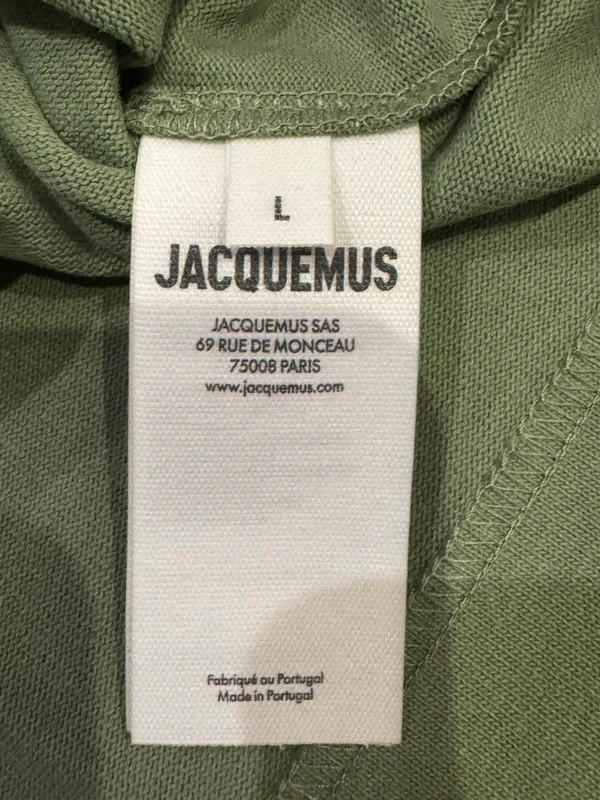 L
JACQUEMUS
JACQUEMUS SAS
69 RUE DE MONCEAU
75008 PARIS
www.jacquemus.com
Fabriqué au Portugal
Made in Portugal